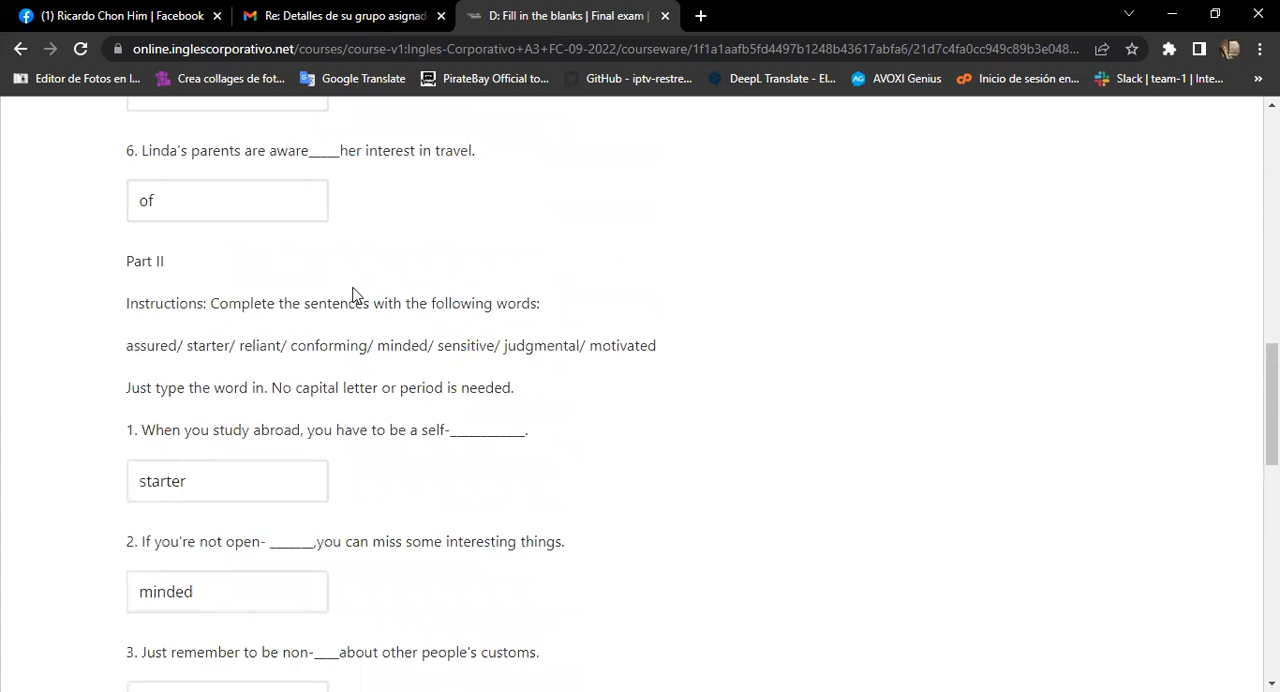 (1) Ricardo Chon Him | Facebook
Re: Detalles de su grupo asignad
D: Fill in the blanks | Final exam |
online.inglescorporativo.net/courses/course-v1:Ingles-Corporativo+A3+FC-09-2022/courseware/1f1a1aafb5fd4497b1248b43617abfa6/21d7c4fa0cc949c89b3e048...
Editor de Fotos en l...
Crea collages de fot...
Google Translate
PirateBay Official to...
GitHub - iptv-restre...
DeepL Translate - El...
AVOXI Genius
Inicio de sesión en...
Slack | team-1 | Inte...
»
6. Linda's parents are aware_____her interest in travel.
of
Part II
Instructions: Complete the sentences with the following words:
assured/ starter/ reliant/ conforming/ minded/ sensitive/ judgmental/ motivated
Just type the word in. No capital letter or period is needed.
1. When you study abroad, you have to be a self-____________.
starter
2. If you're not open- _______,you can miss some interesting things.
minded
3. Just remember to be non-____about other people's customs.